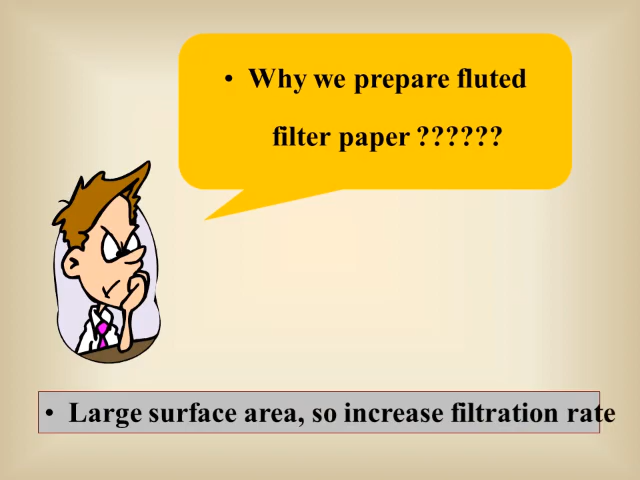 • Why we prepare fluted
filter paper ??????
• Large surface area, so increase filtration rate